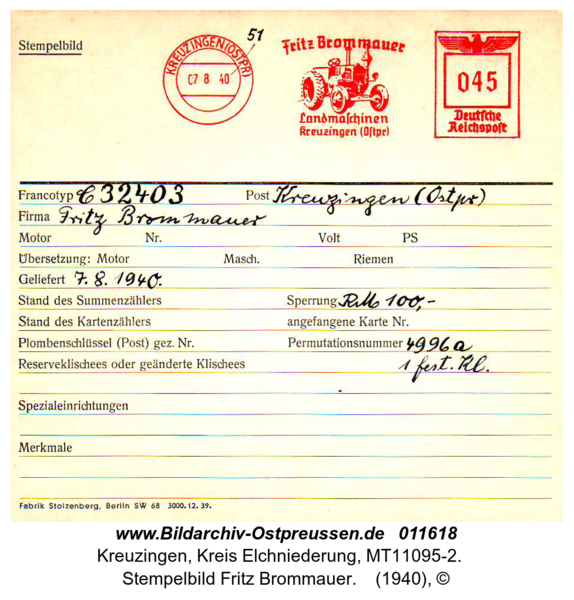 Stempelbild
51
KREUZINGEN(OSTPR)
07 8 40
Fritz Brommauer
Landmaschinen
Kreuzingen (Ostpr)
045
Deutsche
Reichspost
Francotyp C 32403 Post Kreuzingen (Ostpr)
Firma Fritz Brommauer
Motor Nr. Volt PS
Übersetzung: Motor Masch. Riemen
Geliefert 7.8.1940.
Stand des Summenzählers Sperrung RM 100,-
Stand des Kartenzählers angefangene Karte Nr.
Plombenschlüssel (Post) gez. Nr. Permutationsnummer 4996a
Reserveklischees oder geänderte Klischees 1 fest. Kl.
Spezialeinrichtungen
Merkmale
Fabrik Stolzenberg, Berlin SW 68 3000. 12. 39.
www.Bildarchiv-Ostpreussen.de 011618
Kreuzingen, Kreis Elchniederung, MT11095-2.
Stempelbild Fritz Brommauer. (1940), ©